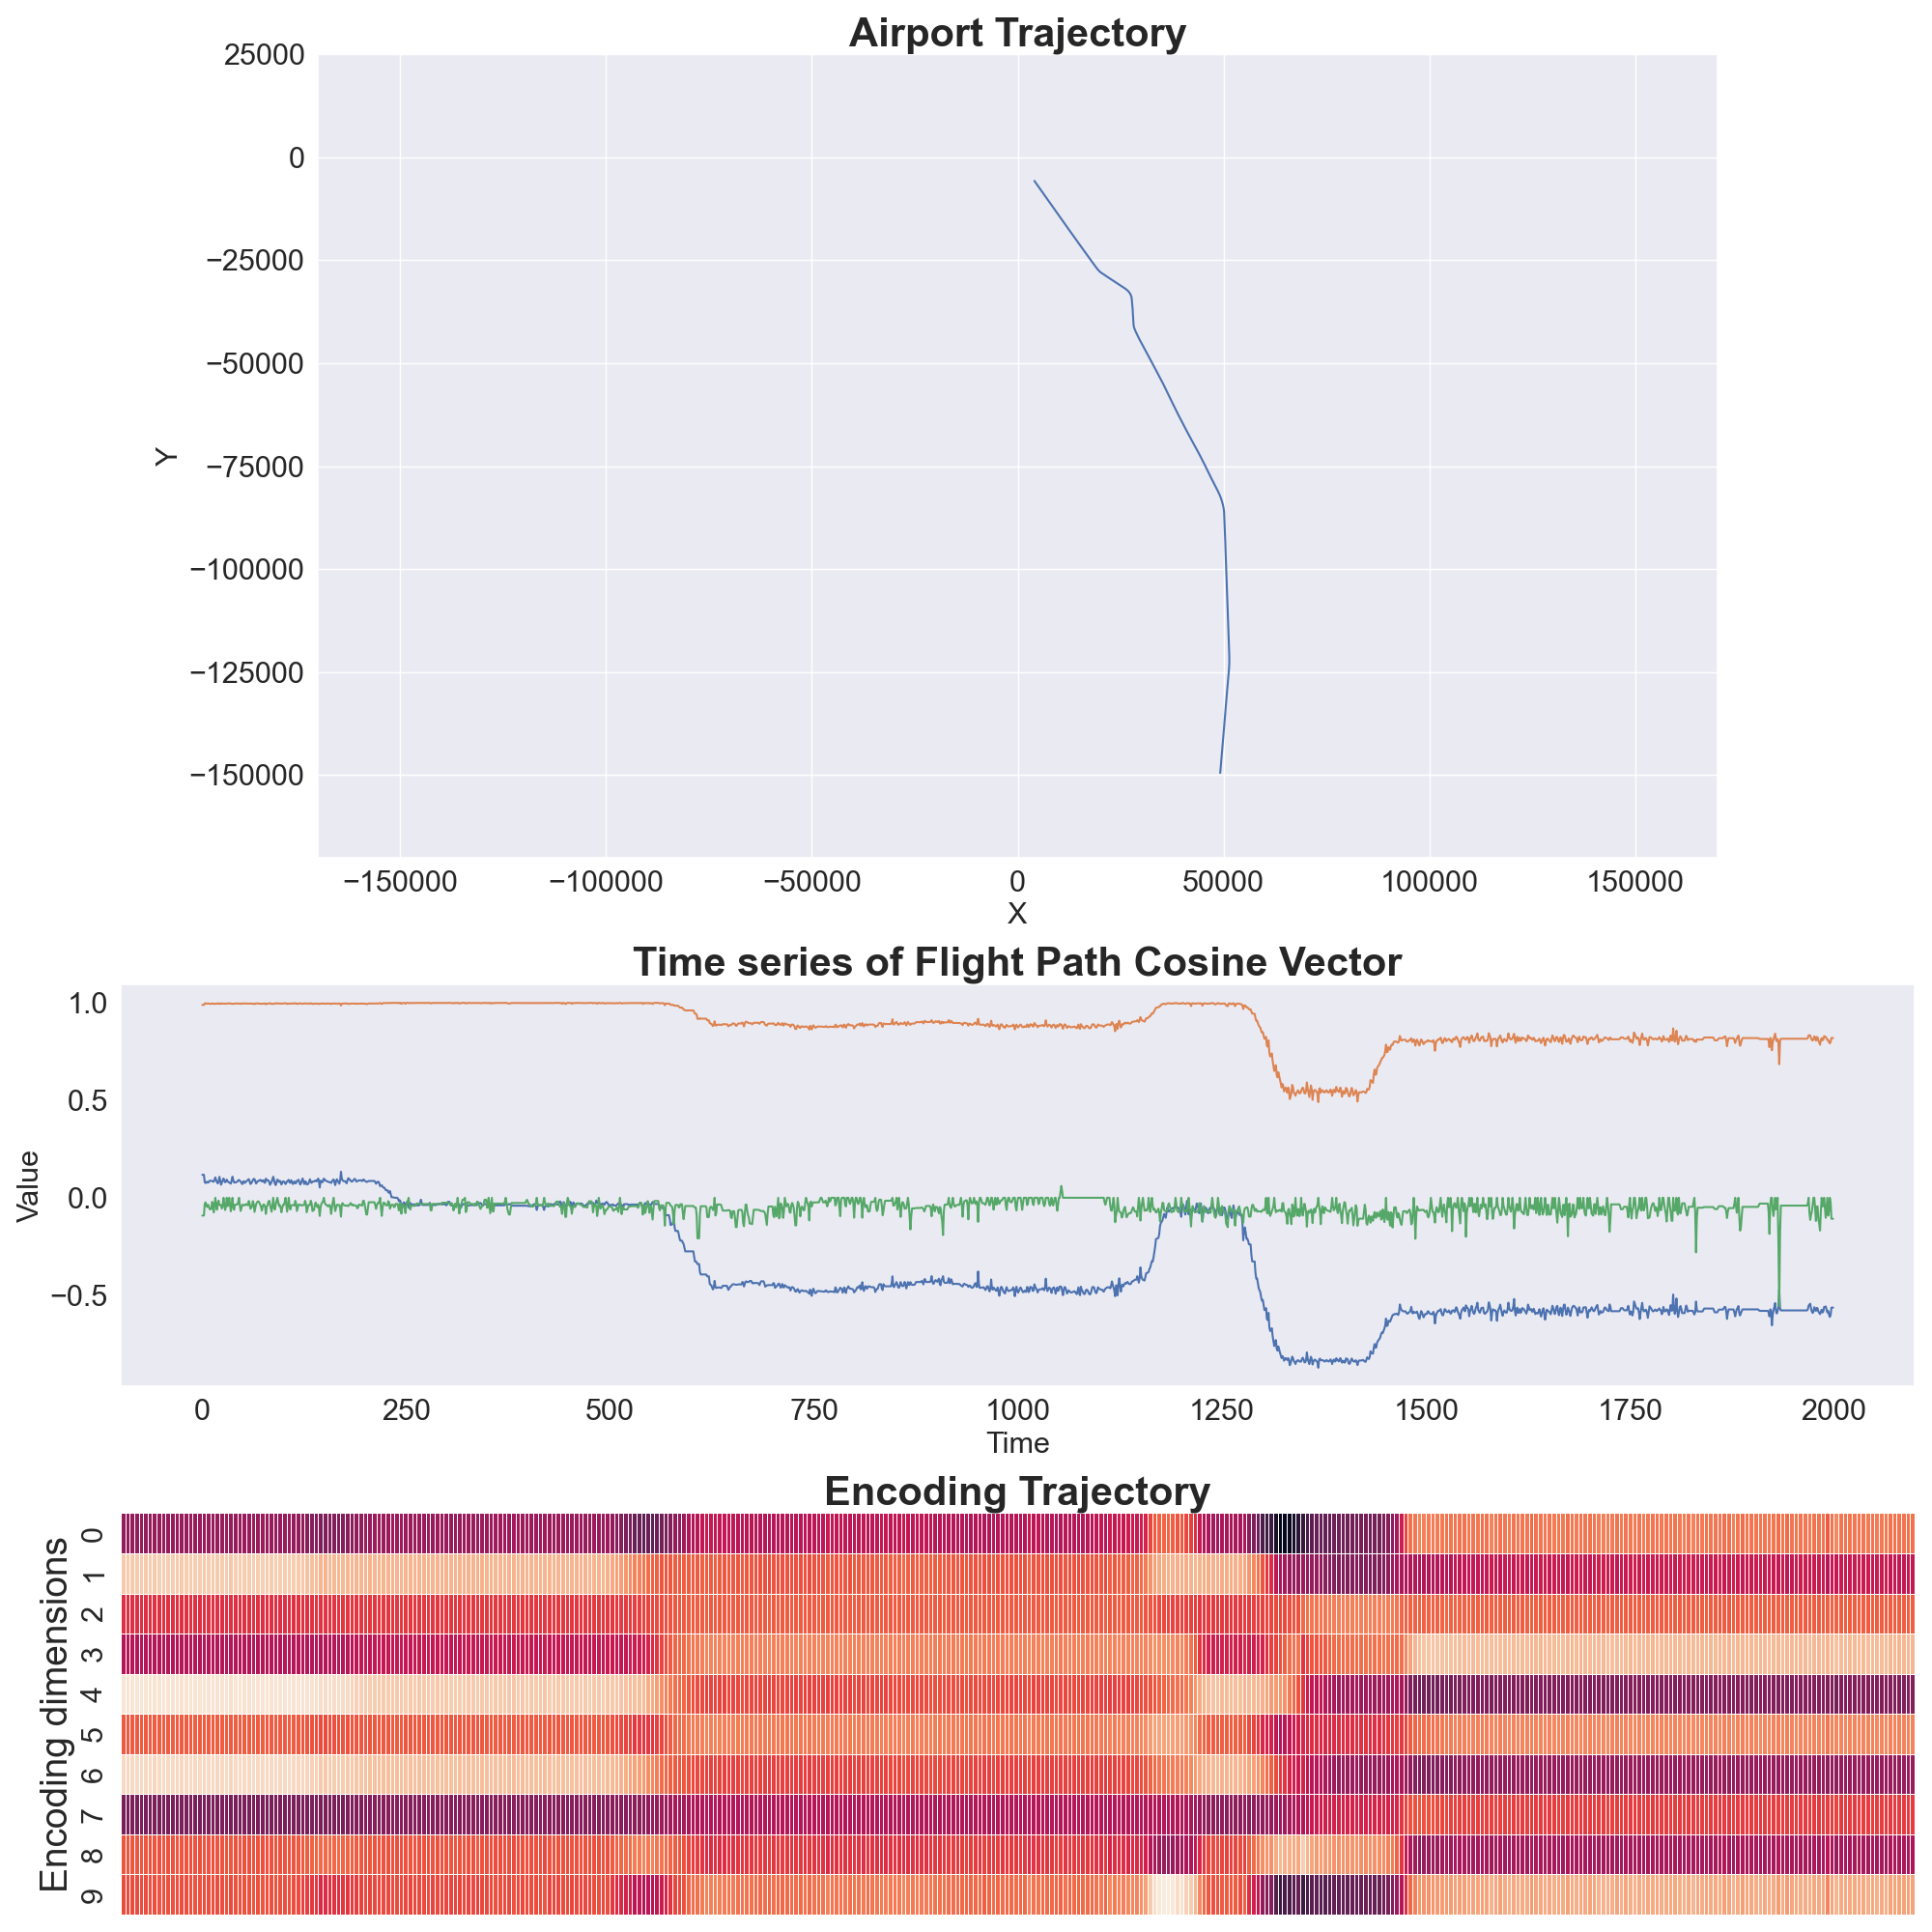 Airport Trajectory
25000
0
−25000
−50000
−75000
−100000
−125000
−150000
Y
−150000 −100000 −50000 0 50000 100000 150000
X
Time series of Flight Path Cosine Vector
1.0
0.5
0.0
−0.5
Value
0 250 500 750 1000 1250 1500 1750 2000
Time
Encoding Trajectory
Encoding dimensions
0
1
2
3
4
5
6
7
8
9